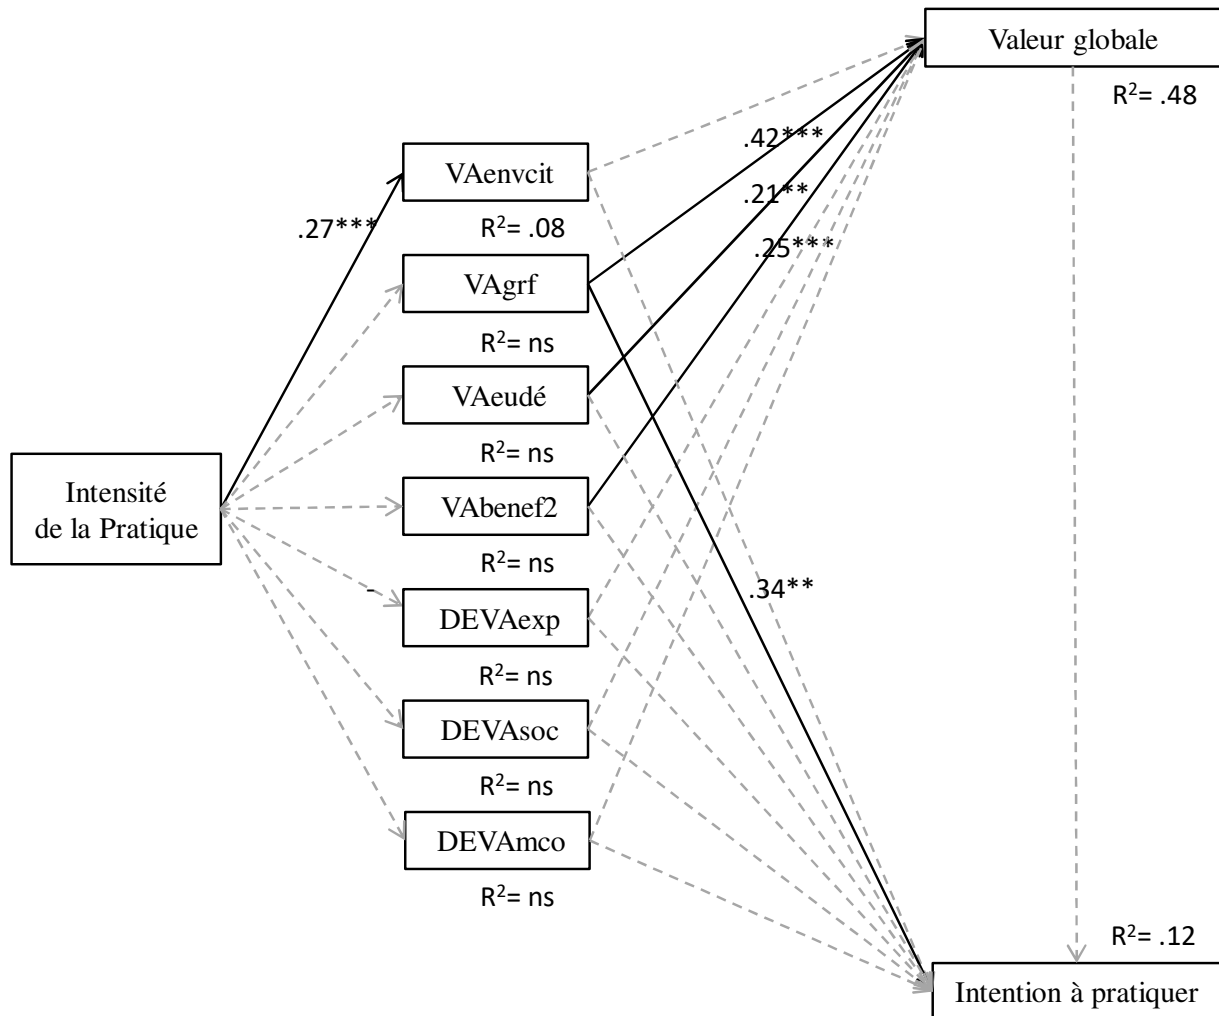 Valeur globale
R²= .48
.42***
VAenvcit
.21**
.27***
R²= .08
.25***
VAgrf
R²= ns
VAeudé
R²= ns
Intensité
de la Pratique
VAbenef2
R²= ns
.34**
-
DEVAexp
R²= ns
DEVAsoc
R²= ns
DEVAmco
R²= ns
R²= .12
Intention à pratiquer